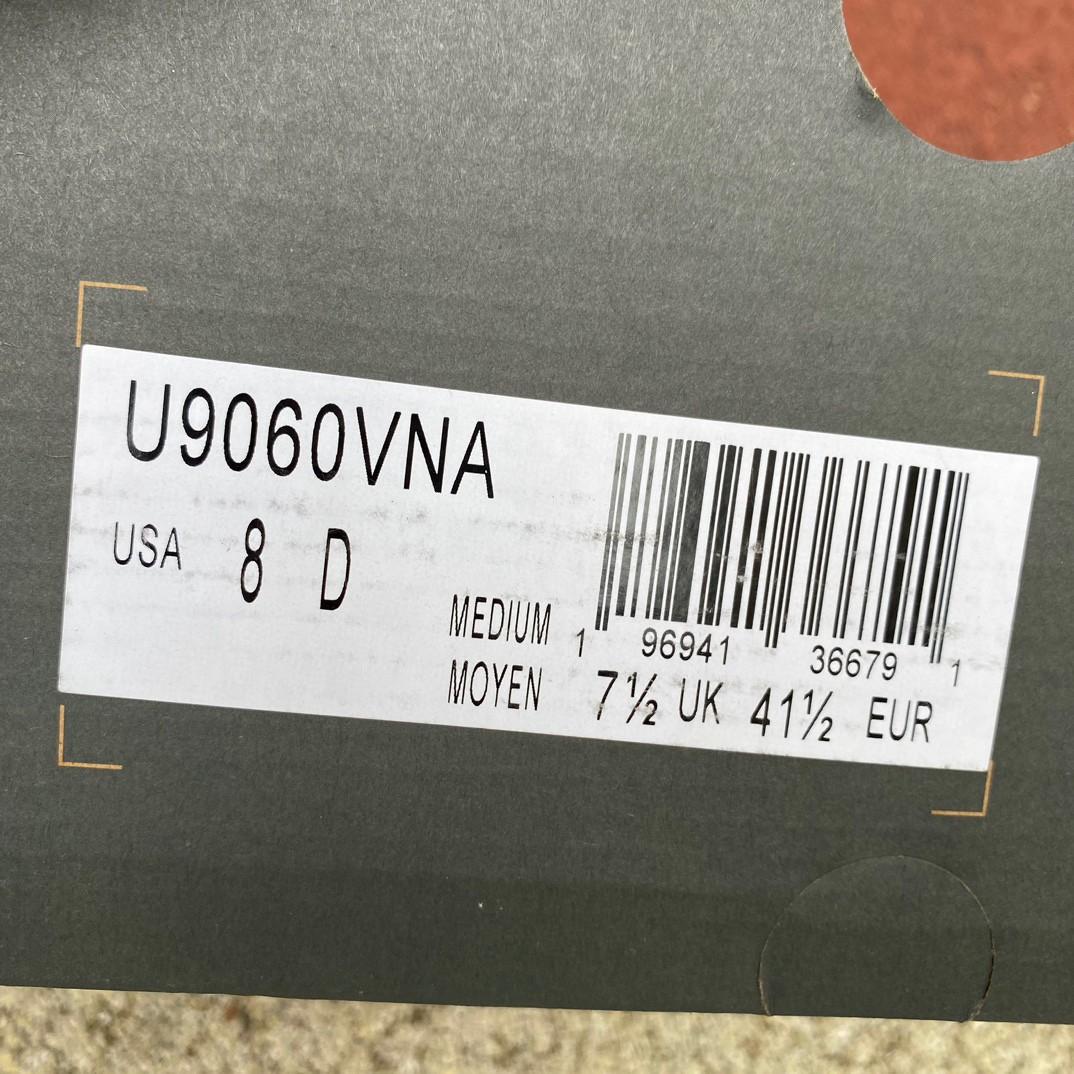 U9060VNA
USA 8 D
MEDIUM
MOYEN
1 96941 36679 1
7½ UK 41½ EUR